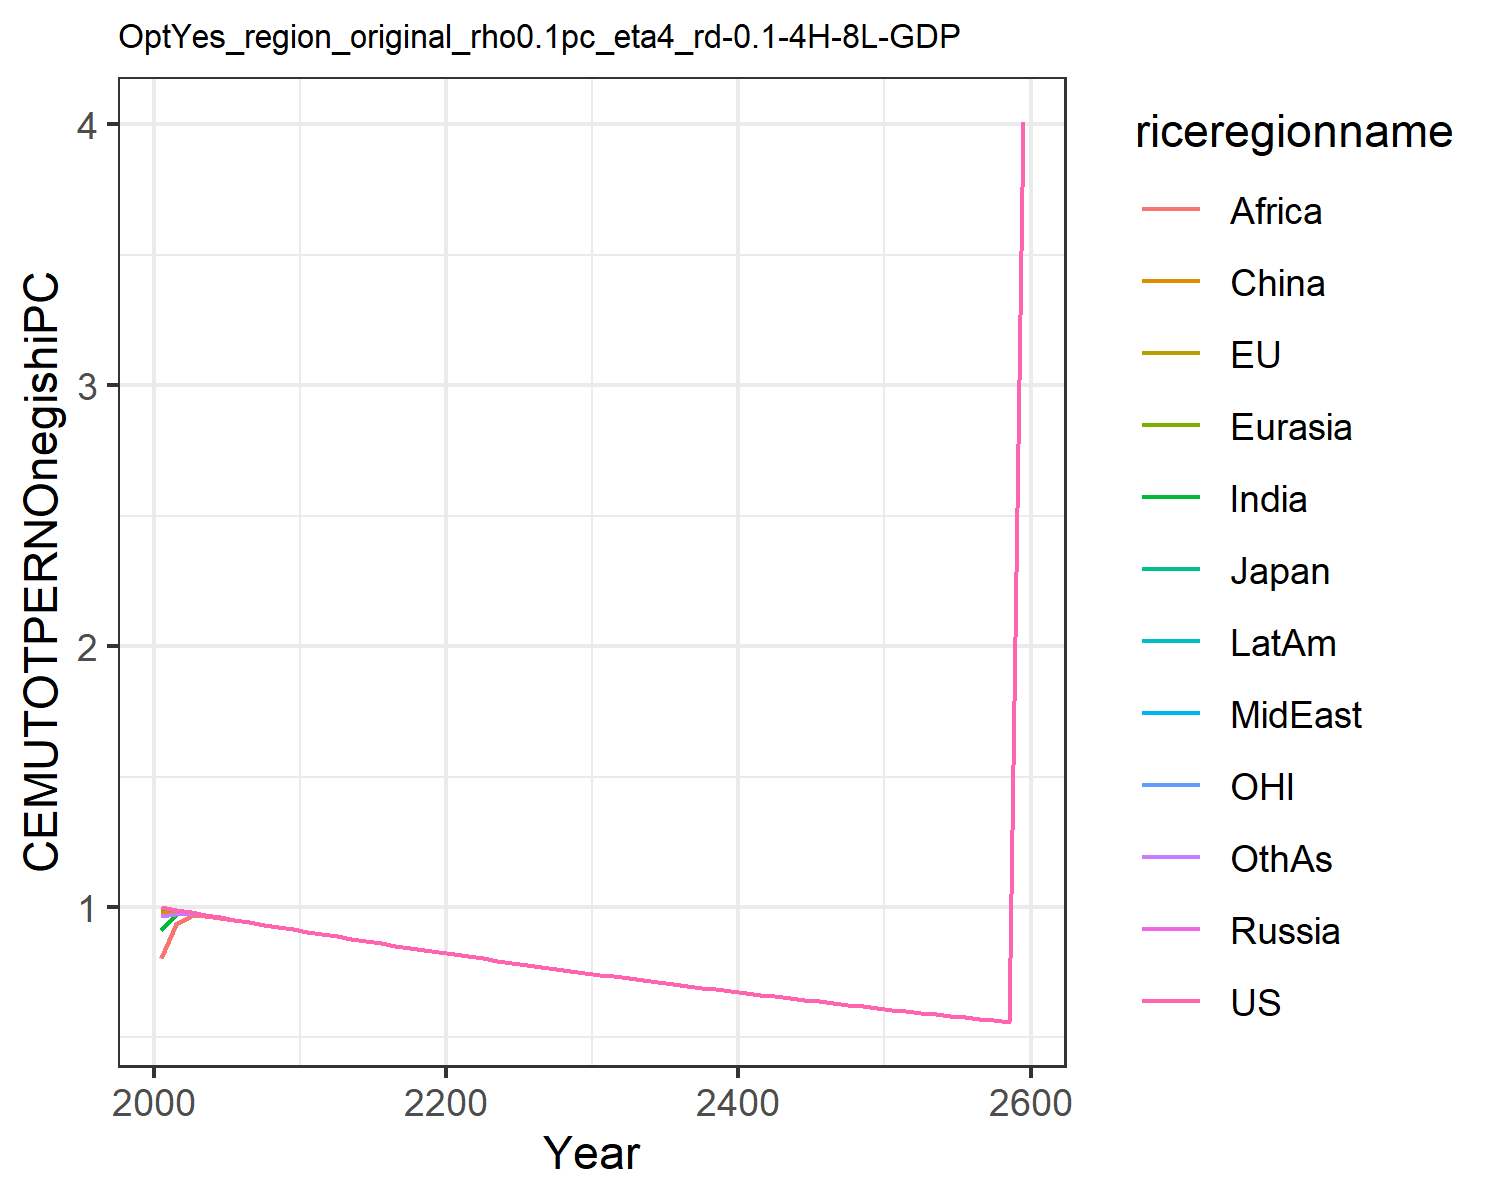 OptYes_region_original_rho0.1pc_eta4_rd-0.1-4H-8L-GDP
CEMUTOTPERNOnegishiPC
4
3
2
1
2000
2200
2400
2600
Year
riceregionname
Africa
China
EU
Eurasia
India
Japan
LatAm
MidEast
OHI
OthAs
Russia
US